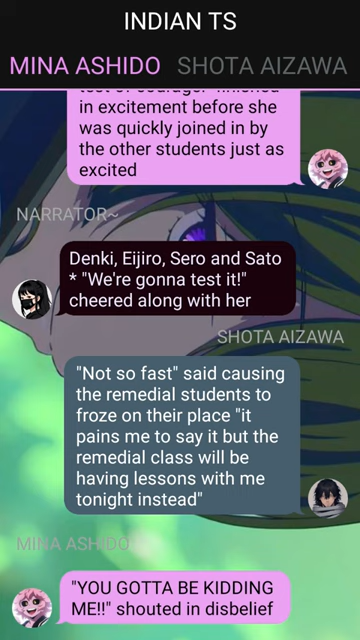 INDIAN TS
MINA ASHIDO SHOTA AIZAWA
in excitement before she
was quickly joined in by
the other students just as
excited
NARRATOR~
Denki, Eijiro, Sero and Sato
* "We're gonna test it!"
cheered along with her
SHOTA AIZAWA
"Not so fast" said causing
the remedial students to
froze on their place "it
pains me to say it but the
remedial class will be
having lessons with me
tonight instead"
MINA ASHIDO
"YOU GOTTA BE KIDDING
ME!!" shouted in disbelief